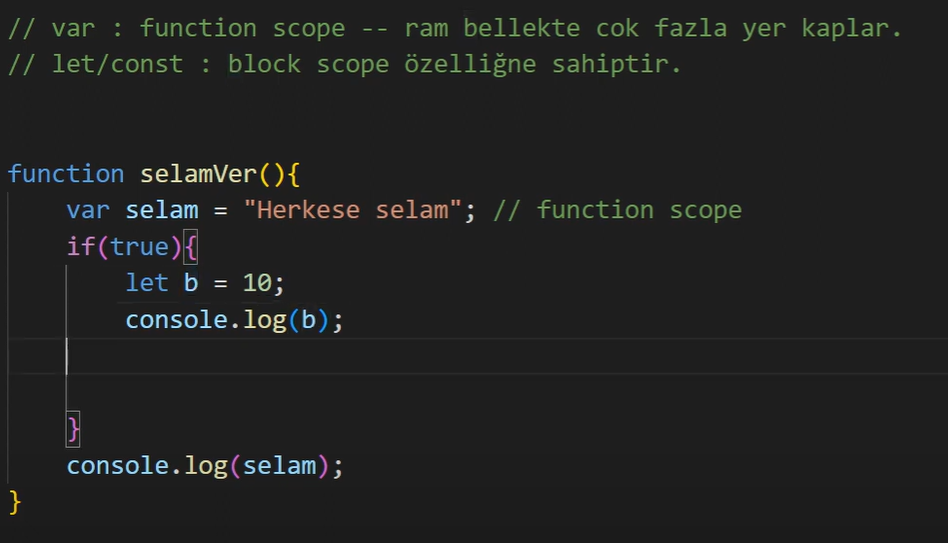 // var : function scope -- ram bellekte cok fazla yer kaplar.
// let/const : block scope özelliğne sahiptir.
function selamVer(){
    var selam = "Herkese selam"; // function scope
    if(true){
        let b = 10;
        console.log(b);
    }
    console.log(selam);
}